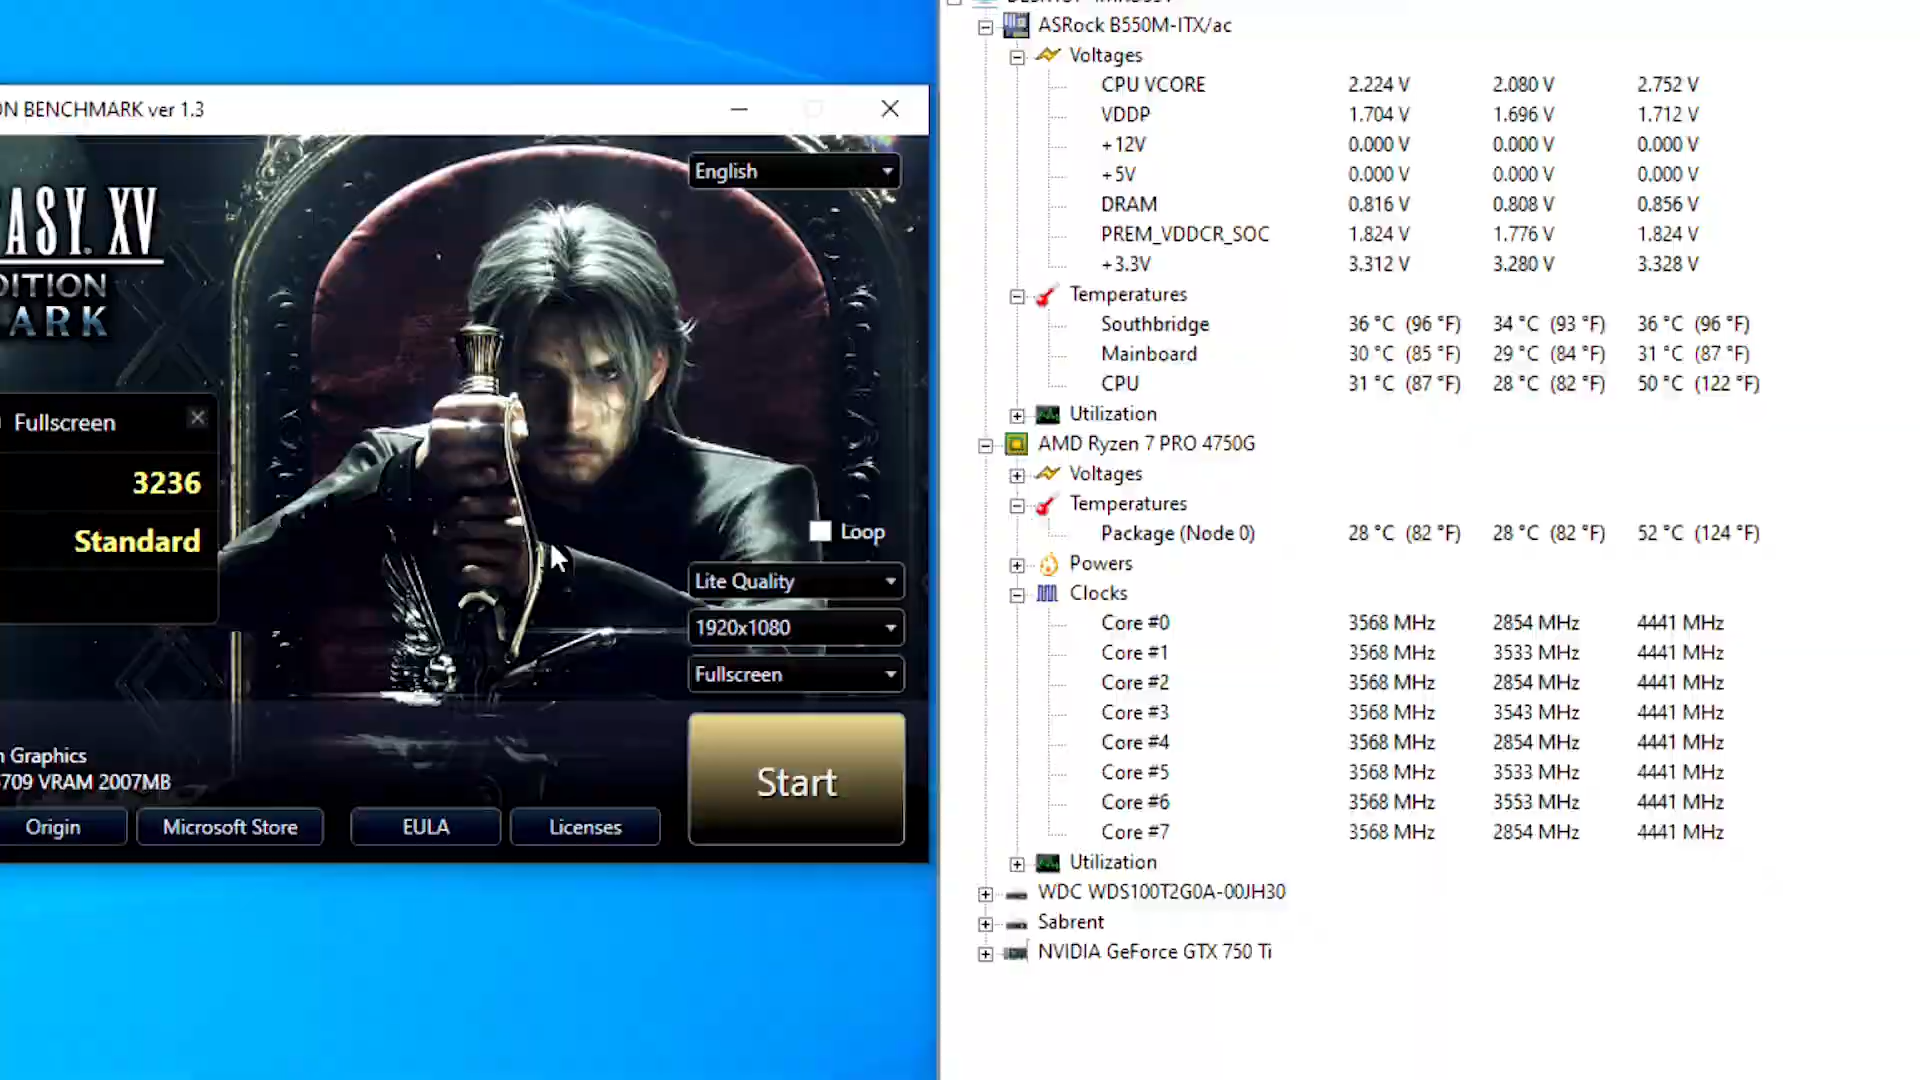 ON BENCHMARK ver 1.3
English
ASY XV
DITION
ARK
Fullscreen
3236
Standard
Loop
Lite Quality
1920x1080
Fullscreen
Graphics
709 VRAM 2007MB
Start
Origin
Microsoft Store
EULA
Licenses
ASRock B550M-ITX/ac
Voltages
CPU VCORE 2.224 V 2.080 V 2.752 V
VDDP 1.704 V 1.696 V 1.712 V
+12V 0.000 V 0.000 V 0.000 V
+5V 0.000 V 0.000 V 0.000 V
DRAM 0.816 V 0.808 V 0.856 V
PREM_VDDCR_SOC 1.824 V 1.776 V 1.824 V
+3.3V 3.312 V 3.280 V 3.328 V
Temperatures
Southbridge 36 °C (96 °F) 34 °C (93 °F) 36 °C (96 °F)
Mainboard 30 °C (85 °F) 29 °C (84 °F) 31 °C (87 °F)
CPU 31 °C (87 °F) 28 °C (82 °F) 50 °C (122 °F)
Utilization
AMD Ryzen 7 PRO 4750G
Voltages
Temperatures
Package (Node 0) 28 °C (82 °F) 28 °C (82 °F) 52 °C (124 °F)
Powers
Clocks
Core #0 3568 MHz 2854 MHz 4441 MHz
Core #1 3568 MHz 3533 MHz 4441 MHz
Core #2 3568 MHz 2854 MHz 4441 MHz
Core #3 3568 MHz 3543 MHz 4441 MHz
Core #4 3568 MHz 2854 MHz 4441 MHz
Core #5 3568 MHz 3533 MHz 4441 MHz
Core #6 3568 MHz 3553 MHz 4441 MHz
Core #7 3568 MHz 2854 MHz 4441 MHz
Utilization
WDC WDS100T2G0A-00JH30
Sabrent
NVIDIA GeForce GTX 750 Ti